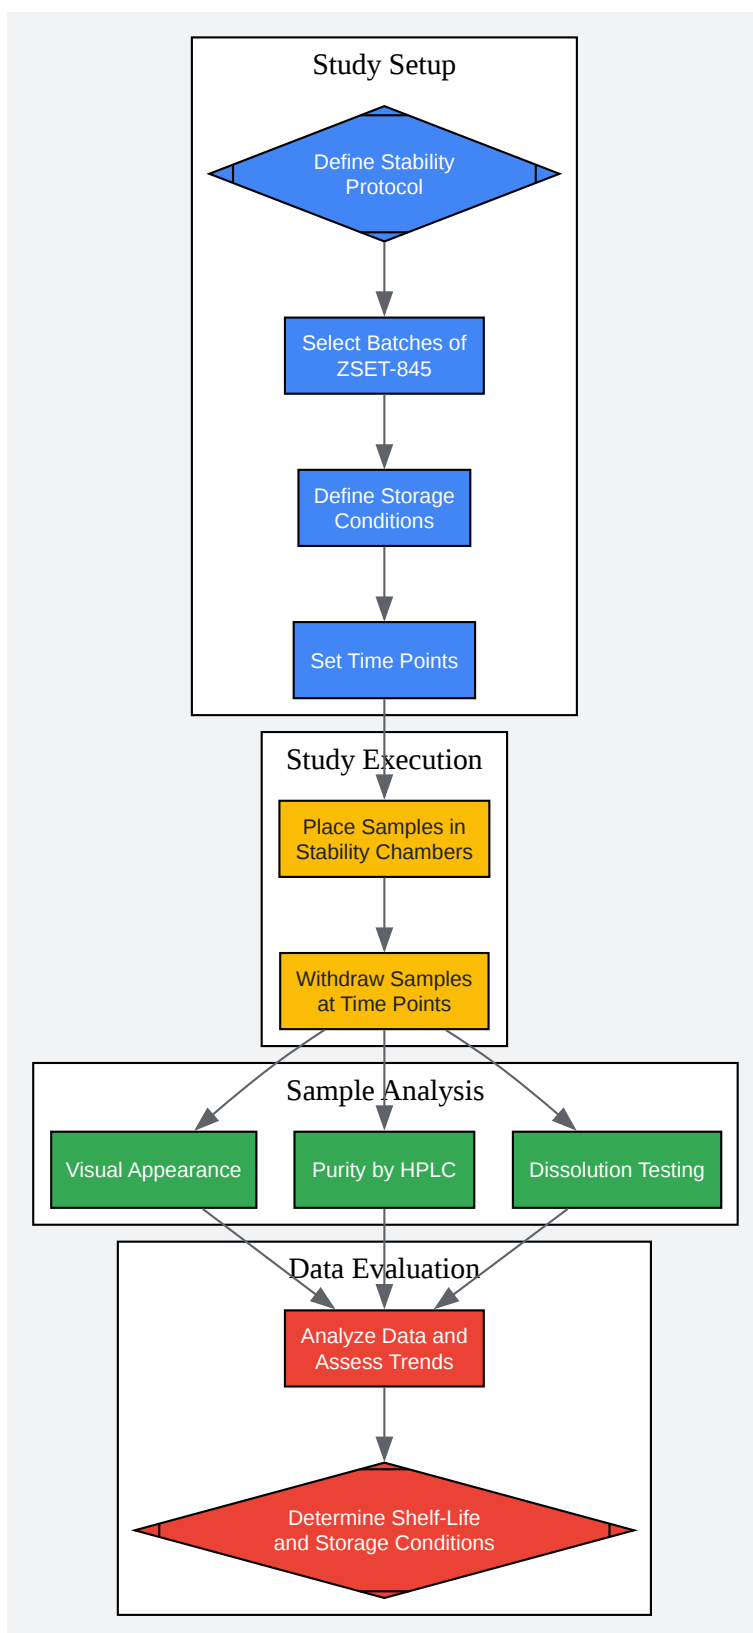 Study Setup
Define Stability
Protocol
Select Batches of
ZSET-845
Define Storage
Conditions
Set Time Points
Study Execution
Place Samples in
Stability Chambers
Withdraw Samples
at Time Points
Sample Analysis
Visual Appearance
Purity by HPLC
Dissolution Testing
Data Evaluation
Analyze Data and
Assess Trends
Determine Shelf-Life
and Storage Conditions